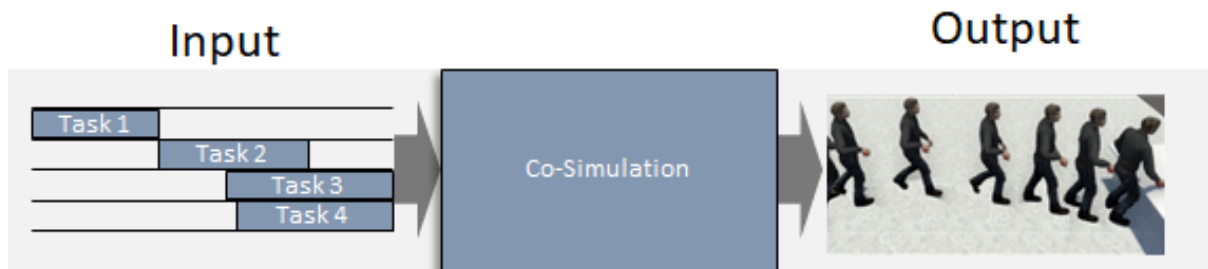 Input
Output
Task 1
Task 2
Task 3
Task 4
Co-Simulation